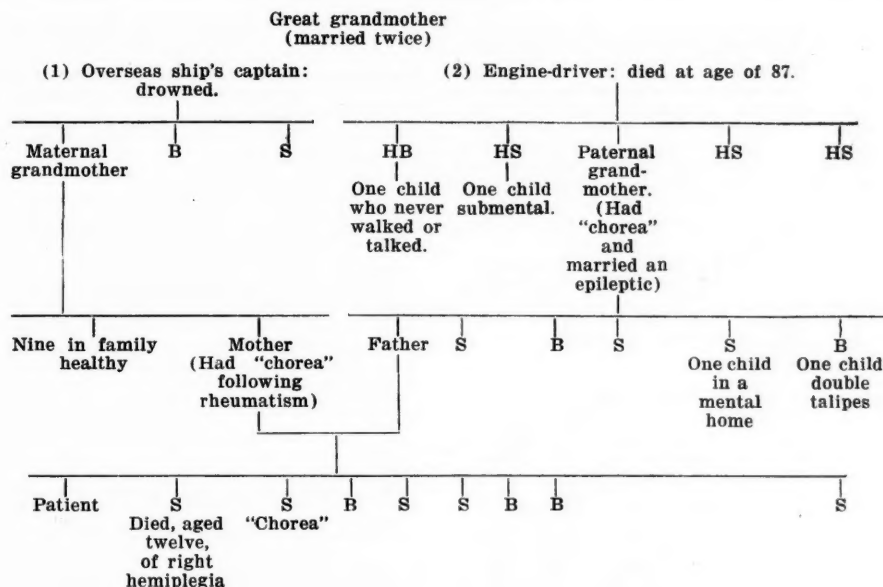 Great grandmother
(married twice)
(1) Overseas ship's captain:
drowned.
(2) Engine-driver: died at age of 87.
Maternal
grandmother
B
S
HB
One child
who never
walked or
talked.
HS
One child
submental.
Paternal
grand-
mother.
(Had
"chorea"
and
married an
epileptic)
HS
HS
Nine in family
healthy
Mother
(Had "chorea"
following
rheumatism)
Father
S
B
S
S
One child
in a
mental
home
B
One child
double
talipes
Patient
S
Died, aged
twelve,
of right
hemiplegia
S
"Chorea"
B
S
S
B
B
S